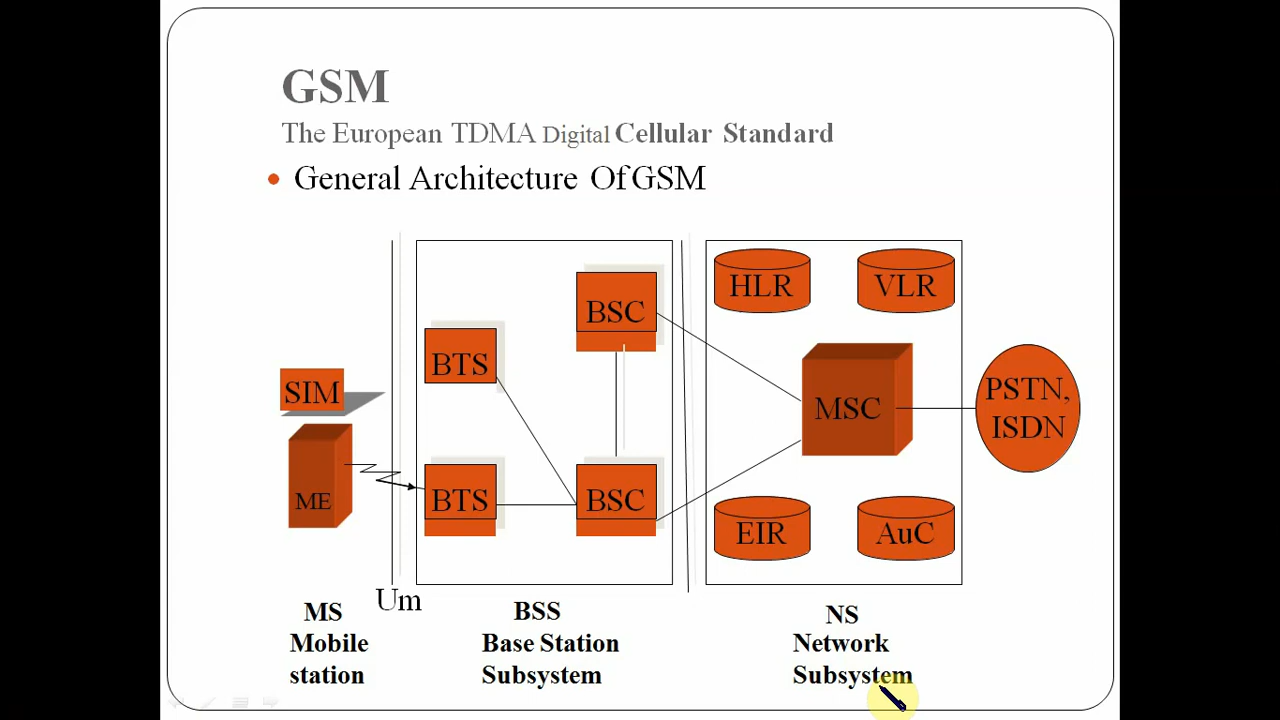 GSM
The European TDMA Digital Cellular Standard
General Architecture Of GSM
HLR
VLR
BSC
BTS
SIM
MSC
PSTN,
ISDN
ME
BTS
BSC
EIR
AuC
Um
MS
Mobile
station
BSS
Base Station
Subsystem
NS
Network
Subsystem